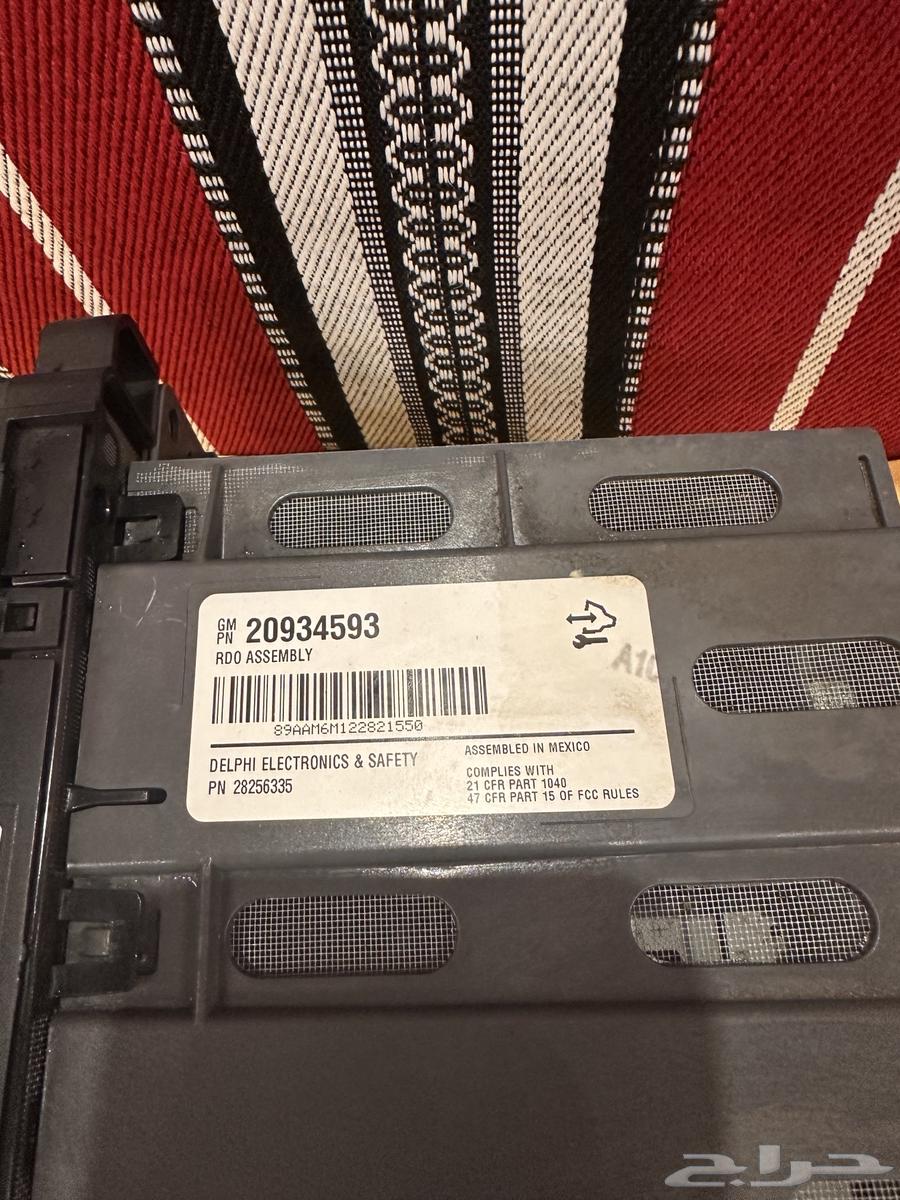 GM
PN 20934593
RDO ASSEMBLY
A10
89AAM6M122821550
DELPHI ELECTRONICS & SAFETY
PN 28256335
ASSEMBLED IN MEXICO
COMPLIES WITH
21 CFR PART 1040
47 CFR PART 15 OF FCC RULES
حراج